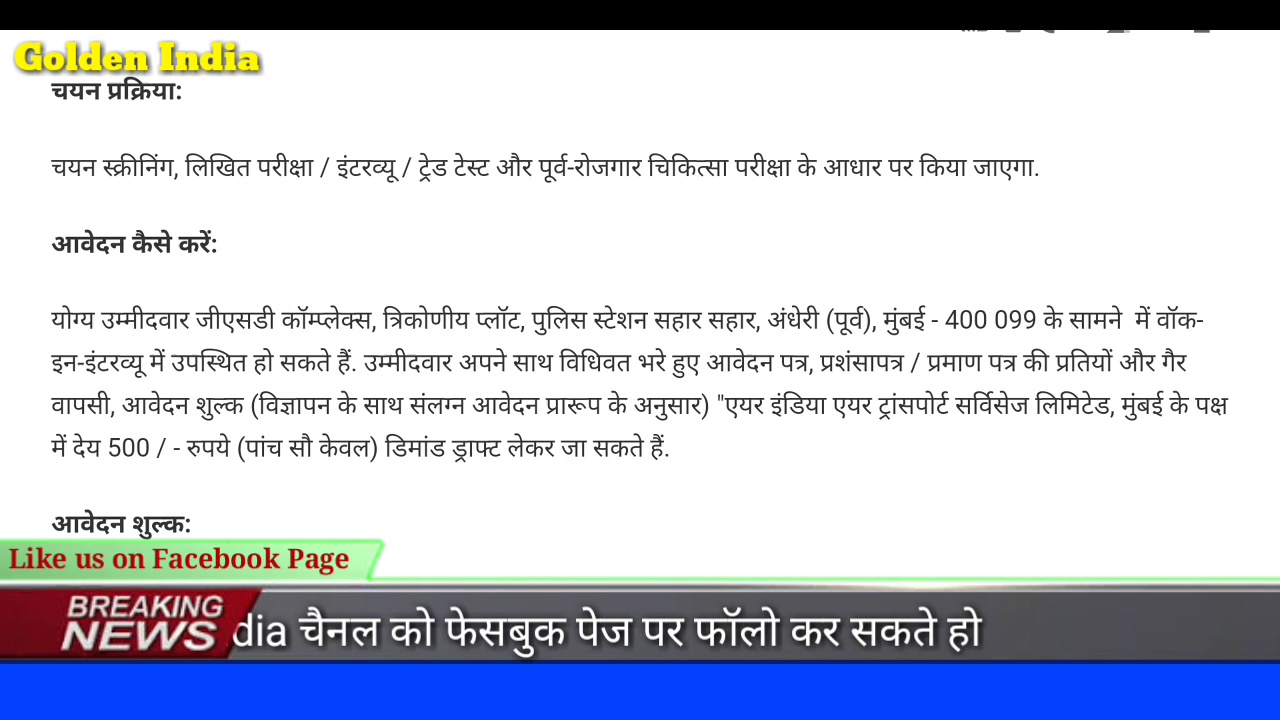 Golden India
चयन प्रक्रिया:
चयन स्क्रीनिंग, लिखित परीक्षा / इंटरव्यू / ट्रेड टेस्ट और पूर्व-रोजगार चिकित्सा परीक्षा के आधार पर किया जाएगा.
आवेदन कैसे करें:
योग्य उम्मीदवार जीएसडी कॉम्प्लेक्स, त्रिकोणीय प्लॉट, पुलिस स्टेशन सहार सहार, अंधेरी (पूर्व), मुंबई - 400 099 के सामने में वॉक-
इन-इंटरव्यू में उपस्थित हो सकते हैं. उम्मीदवार अपने साथ विधिवत भरे हुए आवेदन पत्र, प्रशंसापत्र / प्रमाण पत्र की प्रतियों और गैर
वापसी, आवेदन शुल्क (विज्ञापन के साथ संलग्न आवेदन प्रारूप के अनुसार) "एयर इंडिया एयर ट्रांसपोर्ट सर्विसेज लिमिटेड, मुंबई के पक्ष
में देय 500 / - रुपये (पांच सौ केवल) डिमांड ड्राफ्ट लेकर जा सकते हैं.
आवेदन शुल्क:
Like us on Facebook Page
BREAKING
NEWS
dia चैनल को फेसबुक पेज पर फॉलो कर सकते हो